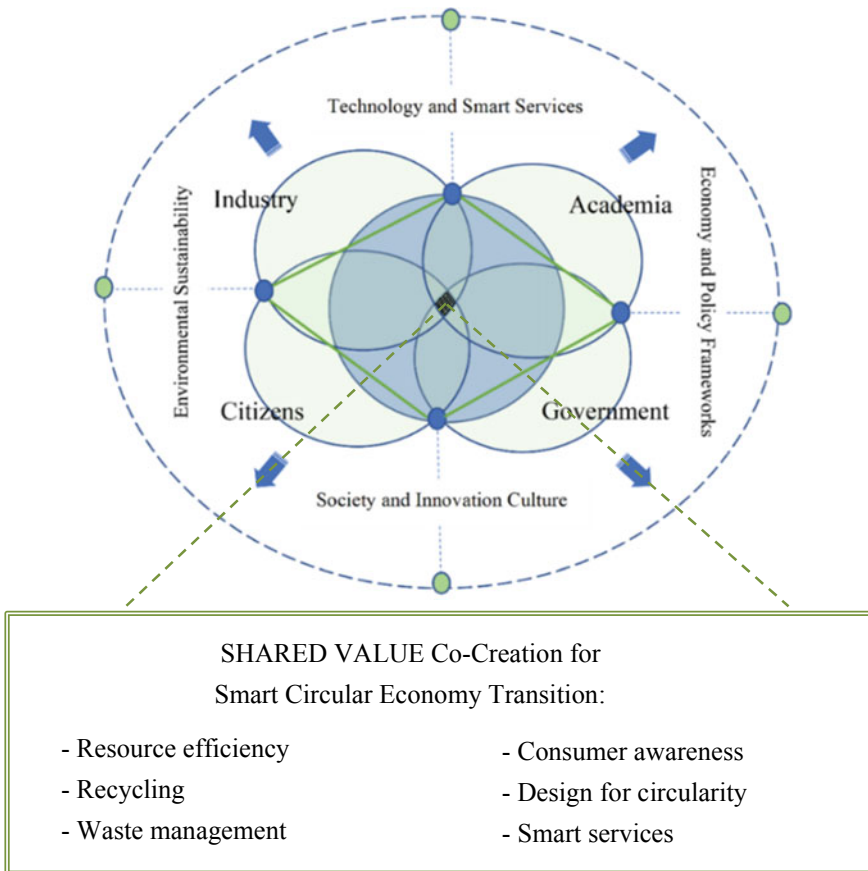 Technology and Smart Services
Industry
Academia
Environmental Sustainability
Economy and Policy Frameworks
Citizens
Government
Society and Innovation Culture
SHARED VALUE Co-Creation for
Smart Circular Economy Transition:
- Resource efficiency
- Recycling
- Waste management
- Consumer awareness
- Design for circularity
- Smart services